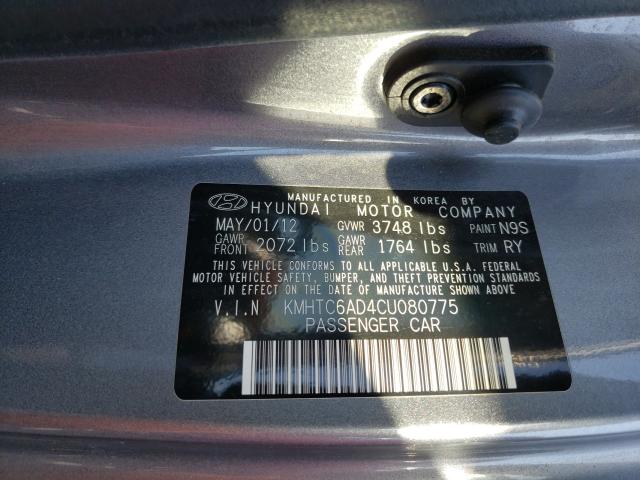 MANUFACTURED IN KOREA BY
HYUNDAI MOTOR COMPANY
MAY/01/12 GVWR 3748 lbs PAINT N9S
GAWR FRONT 2072 lbs GAWR REAR 1764 lbs TRIM RY
THIS VEHICLE CONFORMS TO ALL APPLICABLE U.S.A. FEDERAL
MOTOR VEHICLE SAFETY, BUMPER, AND THEFT PREVENTION STANDARDS
IN EFFECT ON THE DATE OF MANUFACTURE SHOWN ABOVE.
V.I.N KMHTC6AD4CU080775
PASSENGER CAR